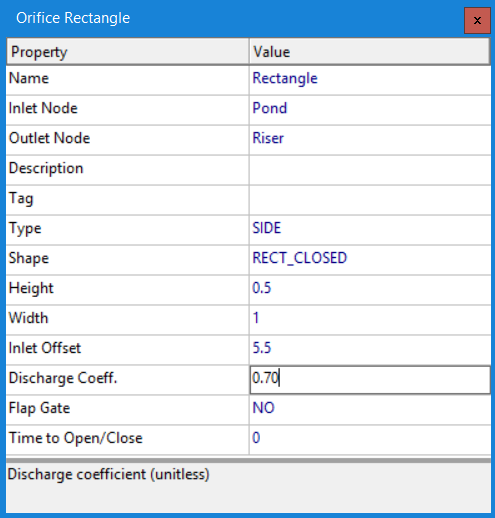 Orifice Rectangle
x
Property Value
Name Rectangle
Inlet Node Pond
Outlet Node Riser
Description
Tag
Type SIDE
Shape RECT_CLOSED
Height 0.5
Width 1
Inlet Offset 5.5
Discharge Coeff. 0.70
Flap Gate NO
Time to Open/Close 0
Discharge coefficient (unitless)